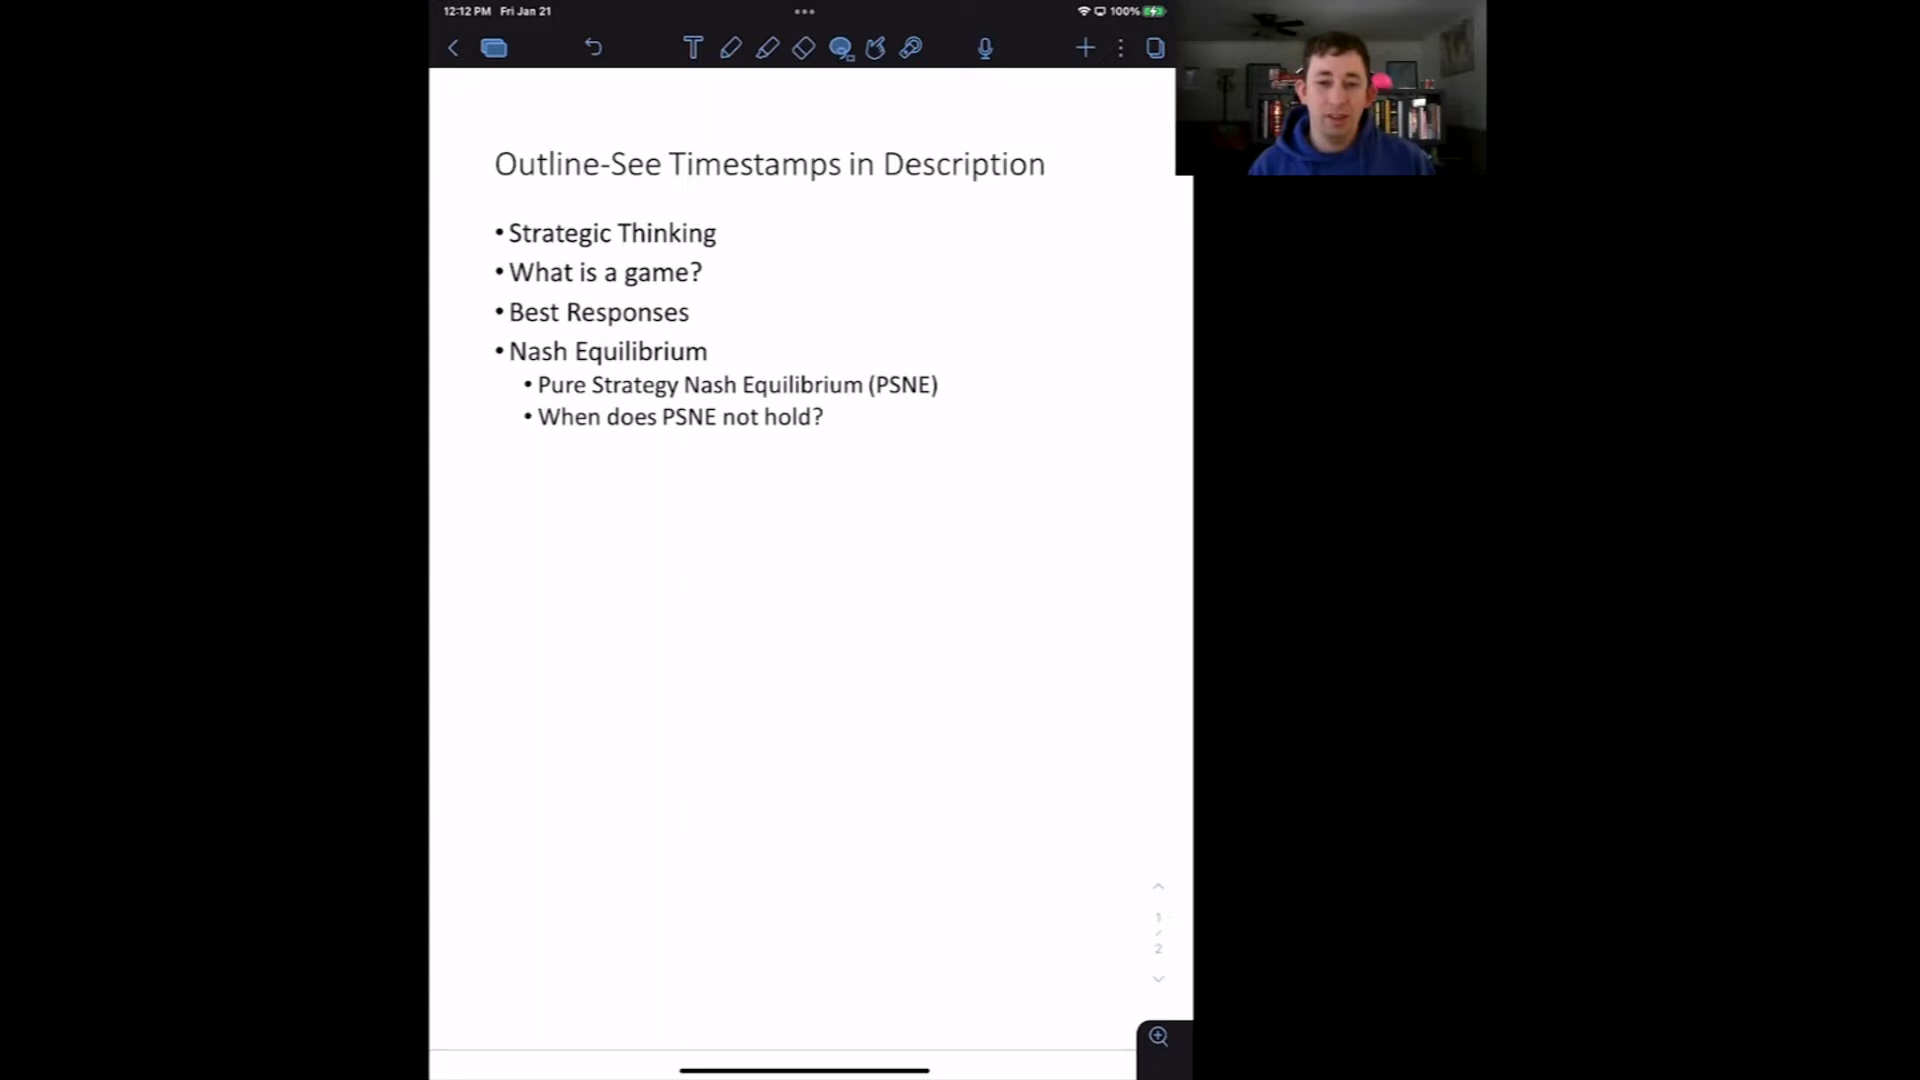 12:12 PM Fri Jan 21
100%
Outline-See Timestamps in Description
• Strategic Thinking
• What is a game?
• Best Responses
• Nash Equilibrium
• Pure Strategy Nash Equilibrium (PSNE)
• When does PSNE not hold?
1
/
2